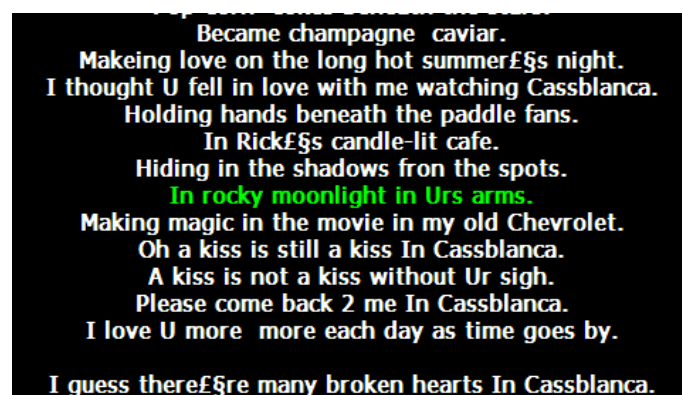 Became champagne  caviar.
Makeing love on the long hot summer£§s night.
I thought U fell in love with me watching Cassblanca.
Holding hands beneath the paddle fans.
In Rick£§s candle-lit cafe.
Hiding in the shadows fron the spots.
In rocky moonlight in Urs arms.
Making magic in the movie in my old Chevrolet.
Oh a kiss is still a kiss In Cassblanca.
A kiss is not a kiss without Ur sigh.
Please come back 2 me In Cassblanca.
I love U more  more each day as time goes by.
I guess there£§re many broken hearts In Cassblanca.